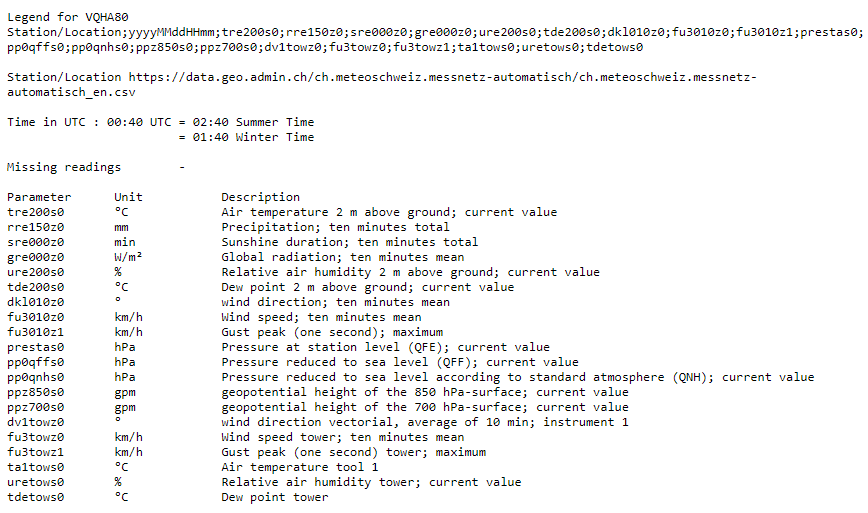 Legend for VQHA80
Station/Location;yyyyMMddHHmm;tre200s0;rre150z0;sre000z0;gre000z0;ure200s0;tde200s0;dkl010z0;fu3010z0;fu3010z1;prestas0;
pp0qffs0;pp0qnhs0;ppz850s0;ppz700s0;dv1towz0;fu3towz0;fu3towz1;ta1tows0;uretows0;tdetows0
Station/Location https://data.geo.admin.ch/ch.meteoschweiz.messnetz-automatisch/ch.meteoschweiz.messnetz-
automatisch_en.csv
Time in UTC : 00:40 UTC = 02:40 Summer Time
= 01:40 Winter Time
Missing readings -
Parameter Unit Description
tre200s0 °C Air temperature 2 m above ground; current value
rre150z0 mm Precipitation; ten minutes total
sre000z0 min Sunshine duration; ten minutes total
gre000z0 W/m² Global radiation; ten minutes mean
ure200s0 % Relative air humidity 2 m above ground; current value
tde200s0 °C Dew point 2 m above ground; current value
dkl010z0 ° wind direction; ten minutes mean
fu3010z0 km/h Wind speed; ten minutes mean
fu3010z1 km/h Gust peak (one second); maximum
prestas0 hPa Pressure at station level (QFE); current value
pp0qffs0 hPa Pressure reduced to sea level (QFF); current value
pp0qnhs0 hPa Pressure reduced to sea level according to standard atmosphere (QNH); current value
ppz850s0 gpm geopotential height of the 850 hPa-surface; current value
ppz700s0 gpm geopotential height of the 700 hPa-surface; current value
dv1towz0 ° wind direction vectorial, average of 10 min; instrument 1
fu3towz0 km/h Wind speed tower; ten minutes mean
fu3towz1 km/h Gust peak (one second) tower; maximum
ta1tows0 °C Air temperature tool 1
uretows0 % Relative air humidity tower; current value
tdetows0 °C Dew point tower